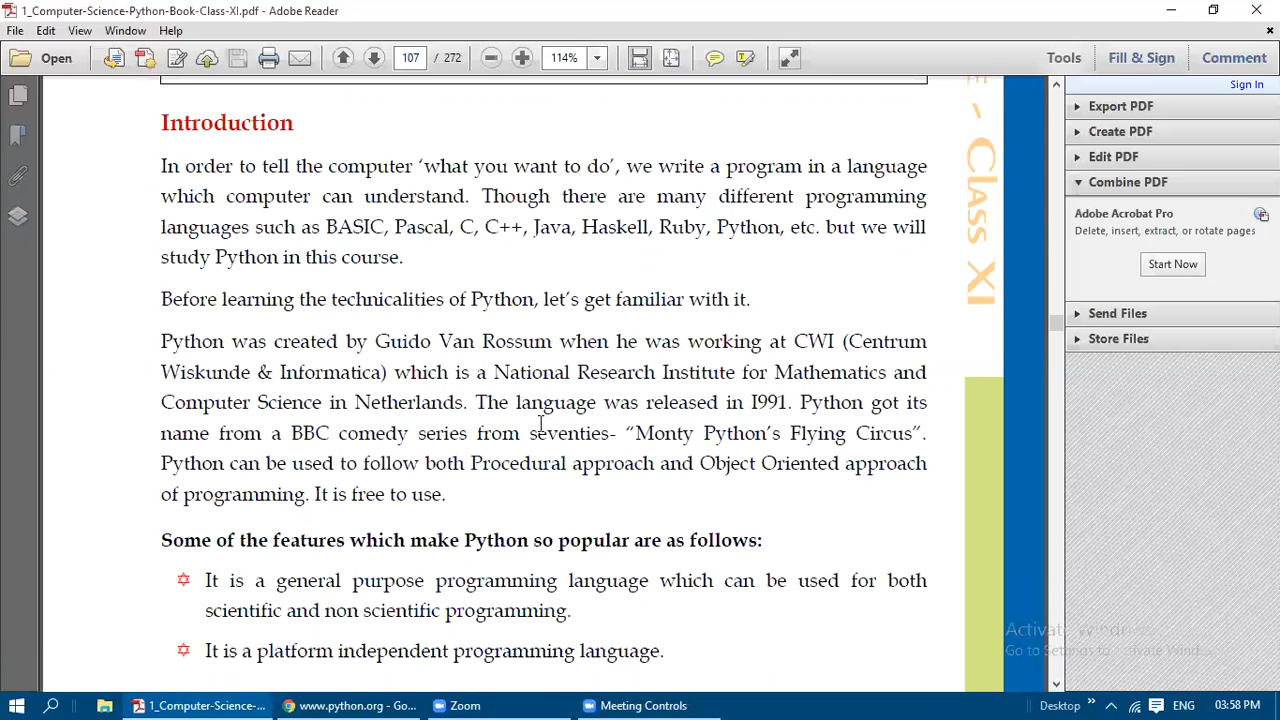 1_Computer-Science-Python-Book-Class-XI.pdf - Adobe Reader
File Edit View Window Help
Open 107 / 272 114% Tools Fill & Sign Comment
Sign In
Export PDF
Create PDF
Edit PDF
Combine PDF
Adobe Acrobat Pro
Delete, insert, extract, or rotate pages
Start Now
Send Files
Store Files
Introduction
In order to tell the computer ‘what you want to do’, we write a program in a language
which computer can understand. Though there are many different programming
languages such as BASIC, Pascal, C, C++, Java, Haskell, Ruby, Python, etc. but we will
study Python in this course.
Before learning the technicalities of Python, let’s get familiar with it.
Python was created by Guido Van Rossum when he was working at CWI (Centrum
Wiskunde & Informatica) which is a National Research Institute for Mathematics and
Computer Science in Netherlands. The language was released in I991. Python got its
name from a BBC comedy series from seventies- “Monty Python’s Flying Circus”.
Python can be used to follow both Procedural approach and Object Oriented approach
of programming. It is free to use.
Some of the features which make Python so popular are as follows:
It is a general purpose programming language which can be used for both
scientific and non scientific programming.
It is a platform independent programming language.
- Class XI
Activate Windows
Go to Settings to activate Wind...
1_Computer-Science-... www.python.org - Go... Zoom Meeting Controls Desktop ENG 03:58 PM